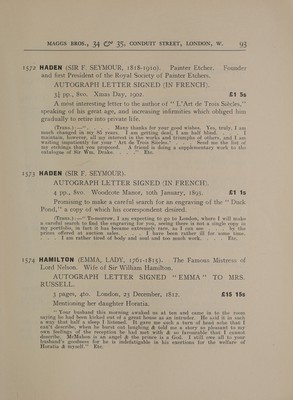 MAGGS BROS., 34 & 35, CONDUIT STREET, LONDON, W. 93
1572 HADEN (SIR F. SEYMOUR, 1818-1910). Painter Etcher. Founder
and first President of the Royal Society of Painter Etchers.
AUTOGRAPH LETTER SIGNED (IN FRENCH).
3½ pp., 8vo. Xmas Day, 1902. £1 5s
A most interesting letter to the author of "L'Art de Trois Siècles,"
speaking of his great age, and increasing infirmities which obliged him
gradually to retire into private life.
(Trans.):—". . . Many thanks for your good wishes. Yes, truly, I am
much changed in my 85 years. I am getting deaf, I am half blind. . . . I
maintain, however, all my interest in the works and triumphs of others, and I am
waiting impatiently for your 'Art de Trois Siècles.' . . . Send me the list of
my etchings that you proposed. A friend is doing a supplementary work to the
catalogue of Sir Wm. Drake. . . ." Etc.
1573 HADEN (SIR F. SEYMOUR).
AUTOGRAPH LETTER SIGNED (IN FRENCH).
4 pp., 8vo. Woodcote Manor, 10th January, 1893. £1 1s
Promising to make a careful search for an engraving of the "Duck
Pond," a copy of which his correspondent desired.
(Trans.):—"To-morrow, I am expecting to go to London, where I will make
a careful search to find the engraving for you, seeing there is not a single copy in
my portfolio, in fact it has became extremely rare, as I can see . . . by the
prices offered at auction sales. . . . I have been rather ill for some time.
. . . I am rather tired of body and soul and too much work. . . ." Etc.
1574 HAMILTON (EMMA, LADY, 1761-1815). The Famous Mistress of
Lord Nelson. Wife of Sir William Hamilton.
AUTOGRAPH LETTER SIGNED "EMMA" TO MRS.
RUSSELL.
3 pages, 4to. London, 23 December, 1812. £15 15s
Mentioning her daughter Horatia.
"Your husband this morning awaked us at ten and came in to the room
saying he had been kicked out of a great house as an intruder. He said it in such
a way that half a sleep I listened. It gave me such a turn of head ache that I
can't describe, when he burst out laughing & told me a story so pleasant to my
own feelings of the reception he had met with & so favourable that I cannot
describe. McMahon is an angel & the prince is a God. I still owe all to your
husband's goodness for he is indefatigable in his exertions for the welfare of
Horatia & myself." Etc.